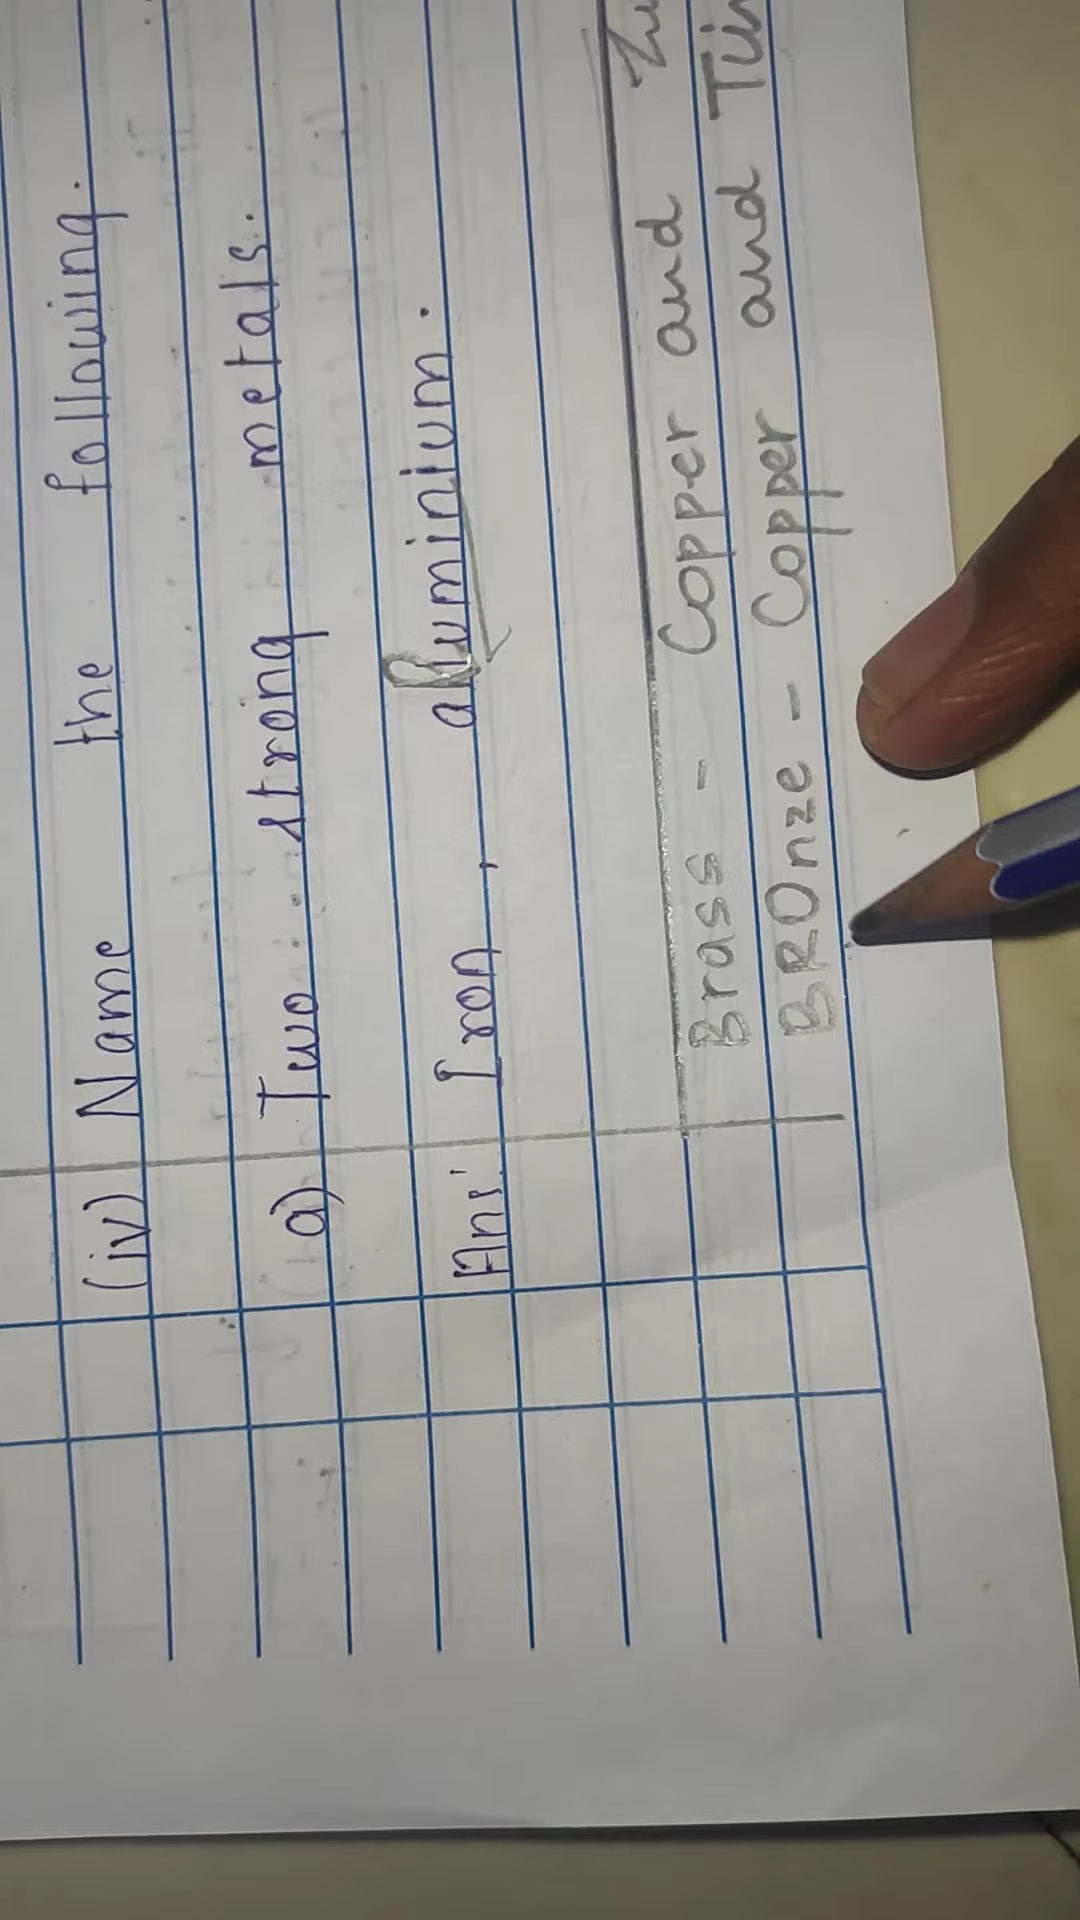 (iv) Name the following.
a) Two strong metals.
Ans' Iron, aluminium.
Brass - Copper and
BROnze - Copper and Tin